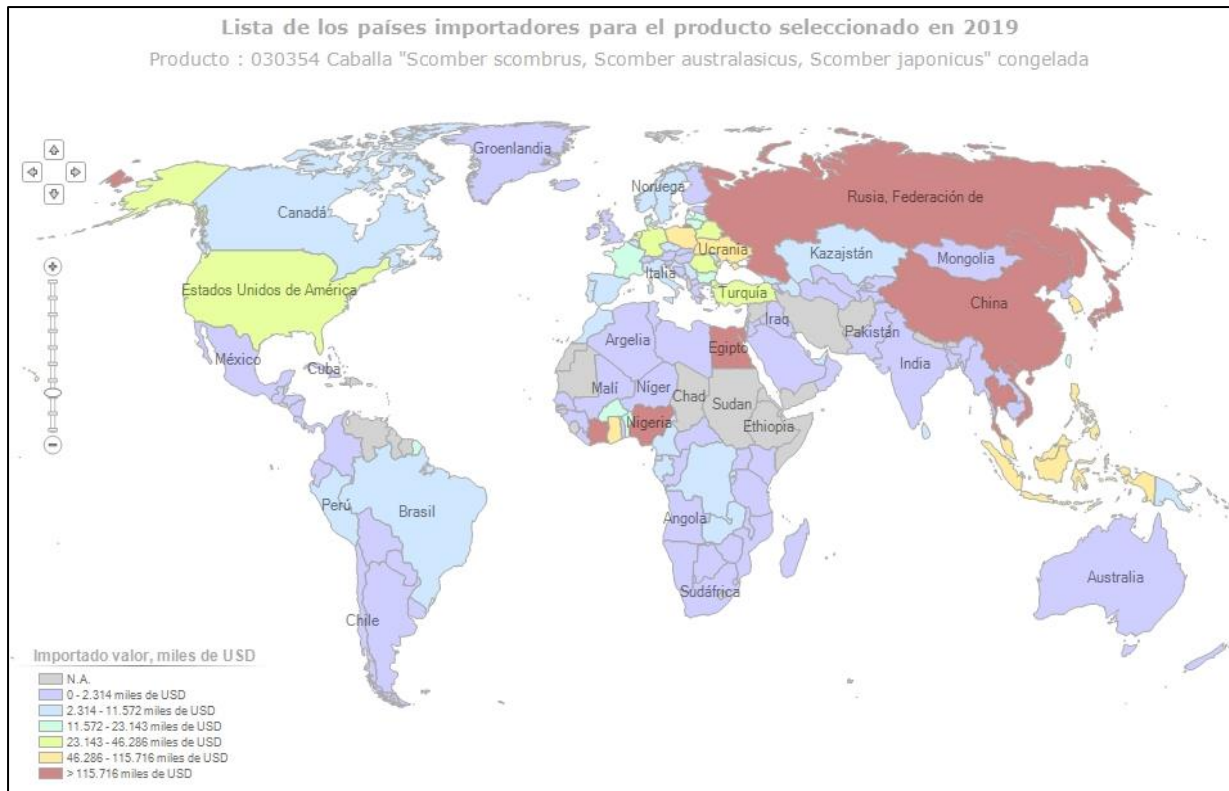 Lista de los países importadores para el producto seleccionado en 2019
Producto : 030354 Caballa "Scomber scombrus, Scomber australasicus, Scomber japonicus" congelada
Groenlandia
Noruega
Rusia, Federación de
Canadá
Ucrania
Kazajstán
Mongolia
Italia
Estados Unidos de América
Turquía
China
Iraq
Pakistán
Argelia
Egipto
México
India
Cuba
Malí
Níger
Chad
Sudan
Nigeria
Ethiopia
Perú
Brasil
Angola
Australia
Sudáfrica
Chile
Importado valor, miles de USD
N.A.
0 - 2.314 miles de USD
2.314 - 11.572 miles de USD
11.572 - 23.143 miles de USD
23.143 - 46.286 miles de USD
46.286 - 115.716 miles de USD
> 115.716 miles de USD